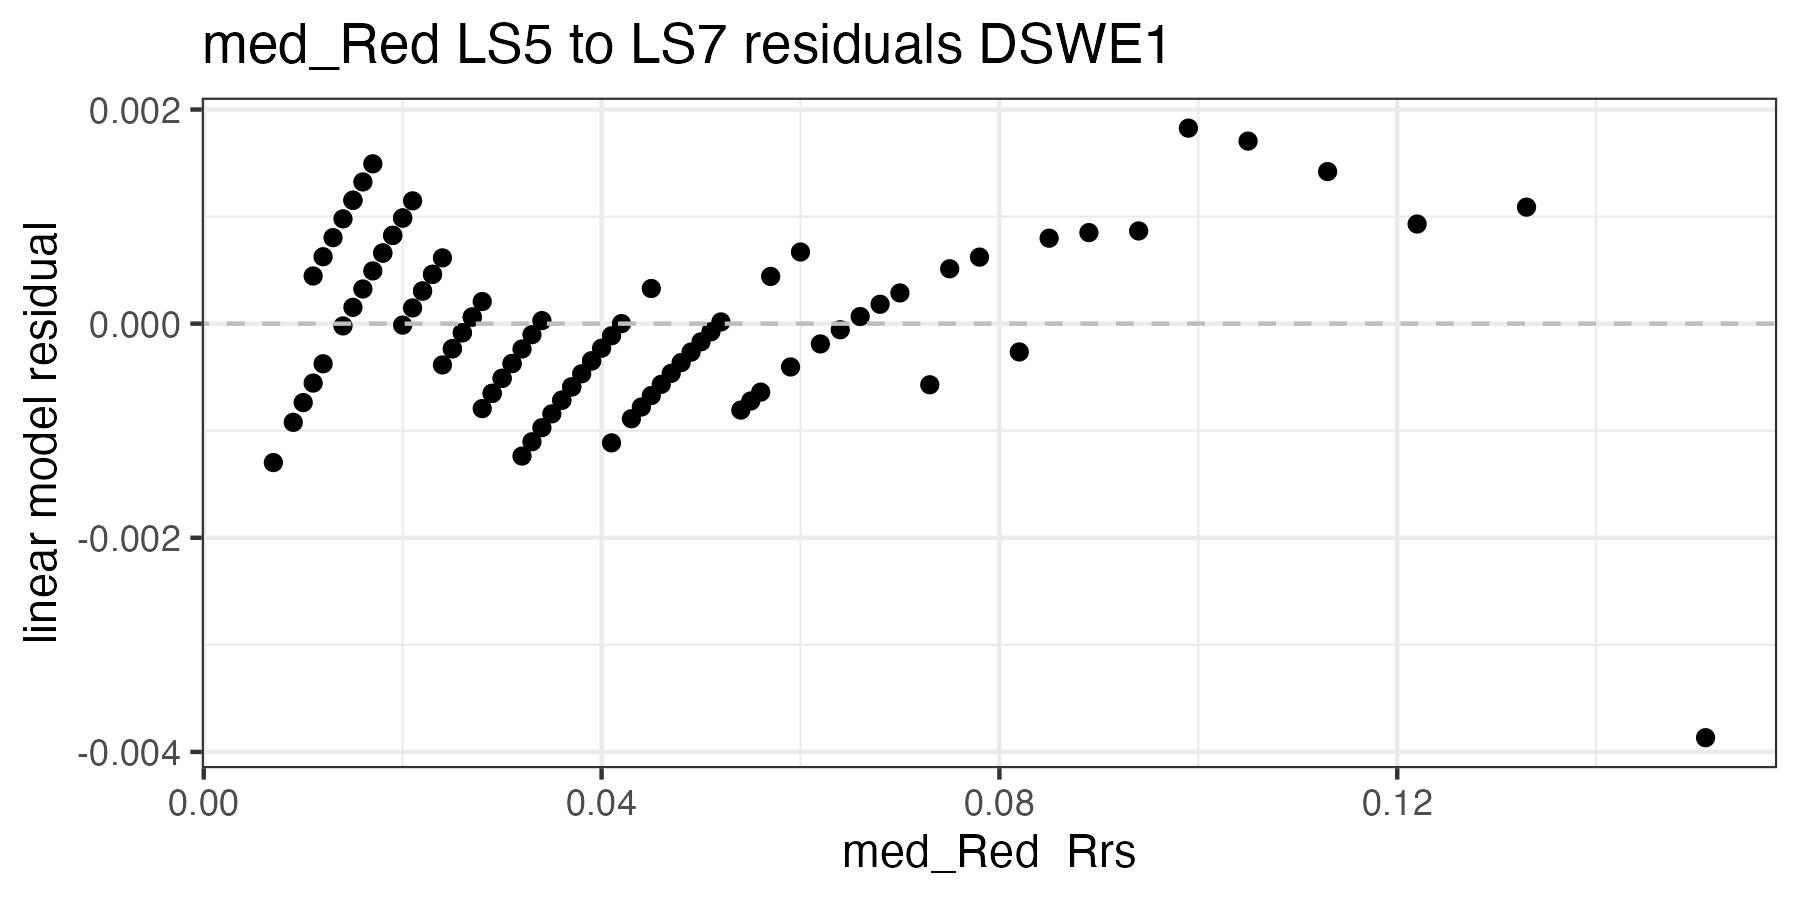 med_Red LS5 to LS7 residuals DSWE1
linear model residual
0.002
0.000
-0.002
-0.004
0.00 0.04 0.08 0.12
med_Red  Rrs